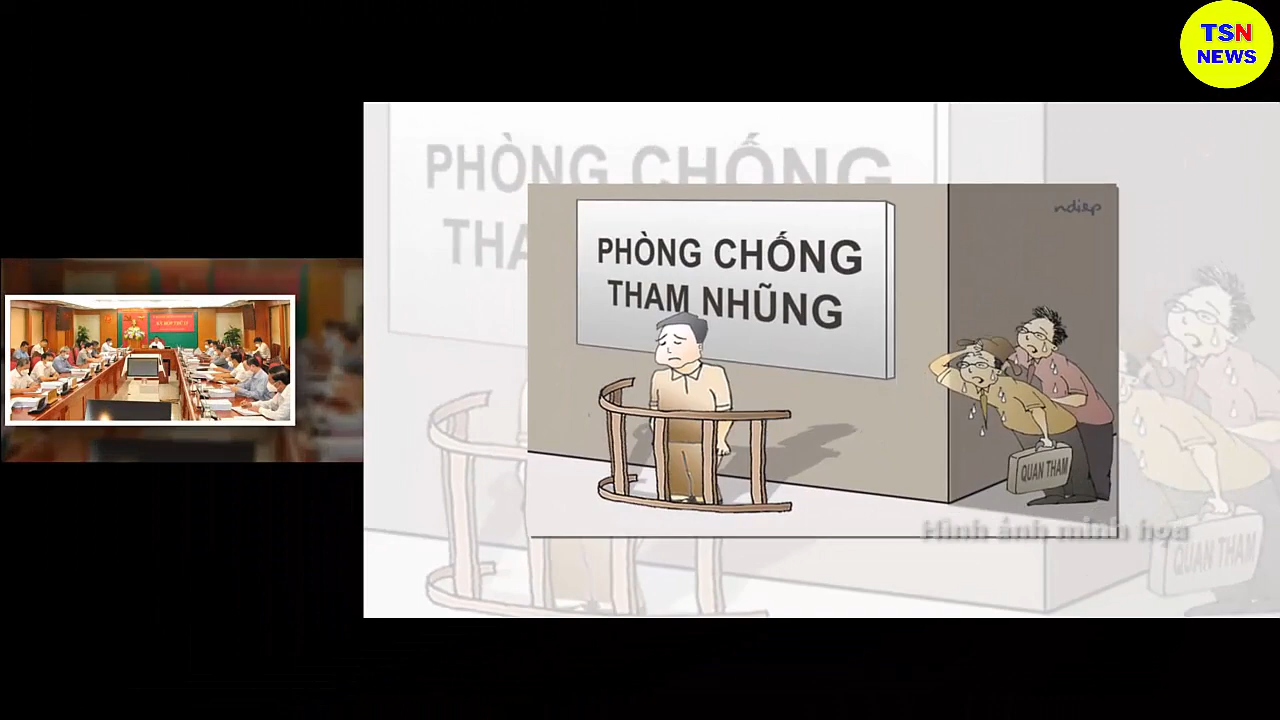 TSN
NEWS
PHÒNG CHỐNG
THAM NHŨNG
ndiep
QUAN THAM
Hình ảnh minh họa
PHÒNG CHỐNG
THA
QUAN THAM